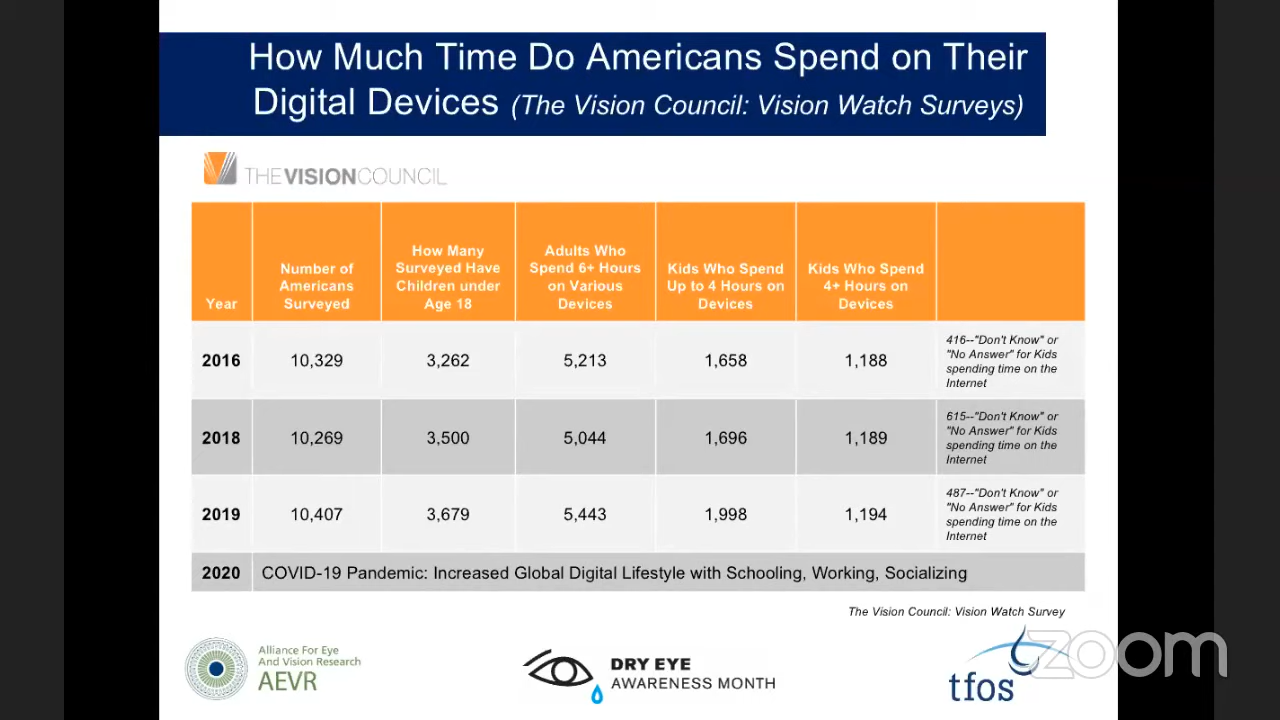 How Much Time Do Americans Spend on Their
Digital Devices (The Vision Council: Vision Watch Surveys)
THEVISIONCOUNCIL
Year
Number of
Americans
Surveyed
How Many
Surveyed Have
Children under
Age 18
Adults Who
Spend 6+ Hours
on Various
Devices
Kids Who Spend
Up to 4 Hours on
Devices
Kids Who Spend
4+ Hours on
Devices
2016 10,329 3,262 5,213 1,658 1,188
416--"Don't Know" or
"No Answer" for Kids
spending time on the
Internet
2018 10,269 3,500 5,044 1,696 1,189
615--"Don't Know" or
"No Answer" for Kids
spending time on the
Internet
2019 10,407 3,679 5,443 1,998 1,194
487--"Don't Know" or
"No Answer" for Kids
spending time on the
Internet
2020 COVID-19 Pandemic: Increased Global Digital Lifestyle with Schooling, Working, Socializing
The Vision Council: Vision Watch Survey
Alliance For Eye
And Vision Research
AEVR
DRY EYE
AWARENESS MONTH
tfos
zoom